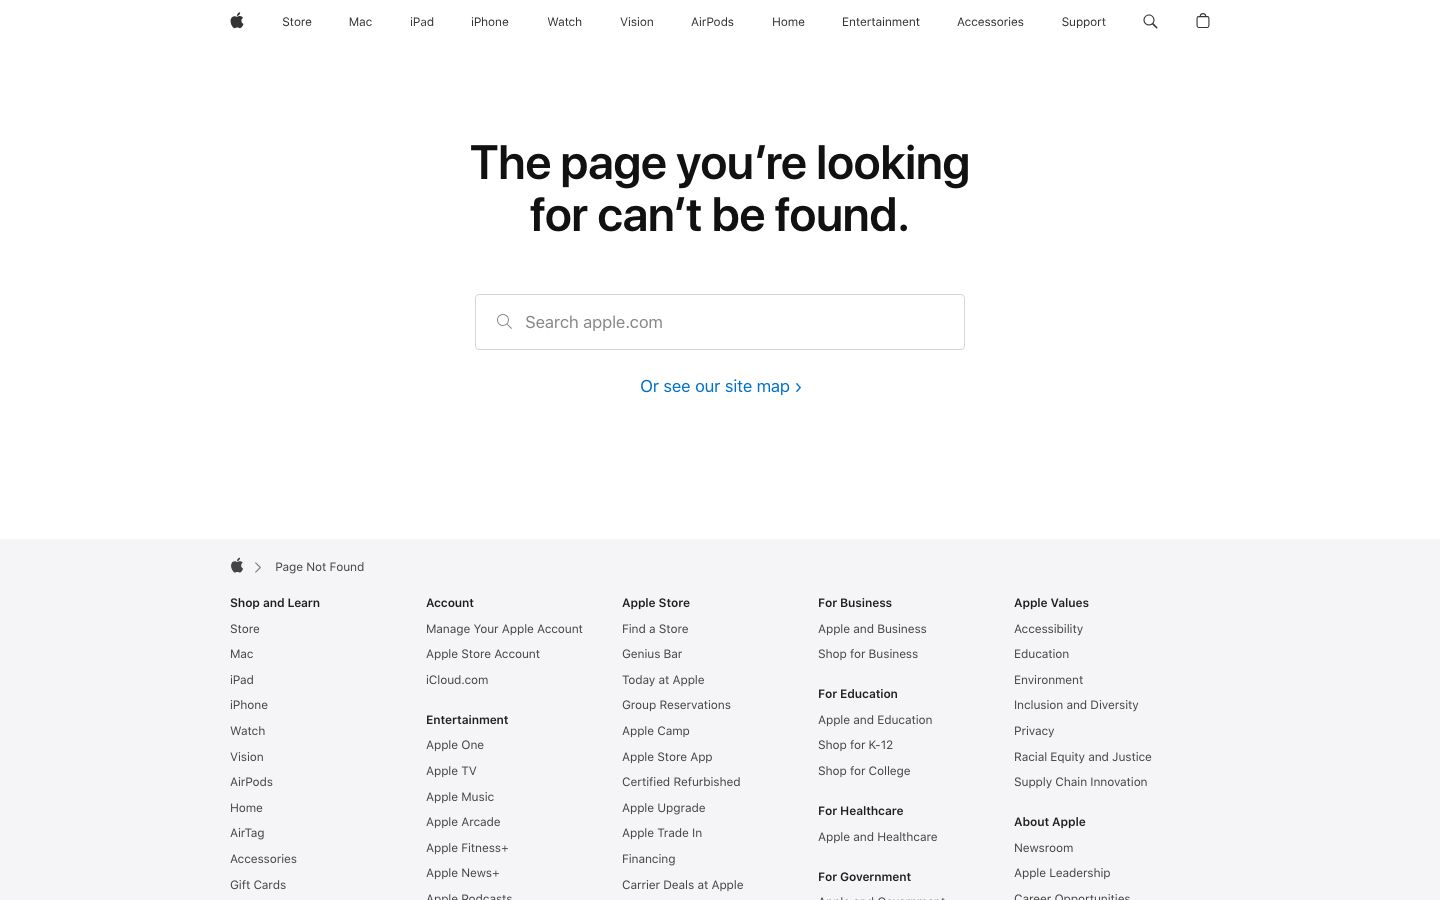 Store Mac iPad iPhone Watch Vision AirPods Home Entertainment Accessories Support
The page you’re looking
for can’t be found.
Search apple.com
Or see our site map ›
Page Not Found
Shop and Learn
Store
Mac
iPad
iPhone
Watch
Vision
AirPods
Home
AirTag
Accessories
Gift Cards
Account
Manage Your Apple Account
Apple Store Account
iCloud.com
Entertainment
Apple One
Apple TV
Apple Music
Apple Arcade
Apple Fitness+
Apple News+
Apple Podcasts
Apple Store
Find a Store
Genius Bar
Today at Apple
Group Reservations
Apple Camp
Apple Store App
Certified Refurbished
Apple Upgrade
Apple Trade In
Financing
Carrier Deals at Apple
For Business
Apple and Business
Shop for Business
For Education
Apple and Education
Shop for K-12
Shop for College
For Healthcare
Apple and Healthcare
For Government
Apple Values
Accessibility
Education
Environment
Inclusion and Diversity
Privacy
Racial Equity and Justice
Supply Chain Innovation
About Apple
Newsroom
Apple Leadership
Career Opportunities